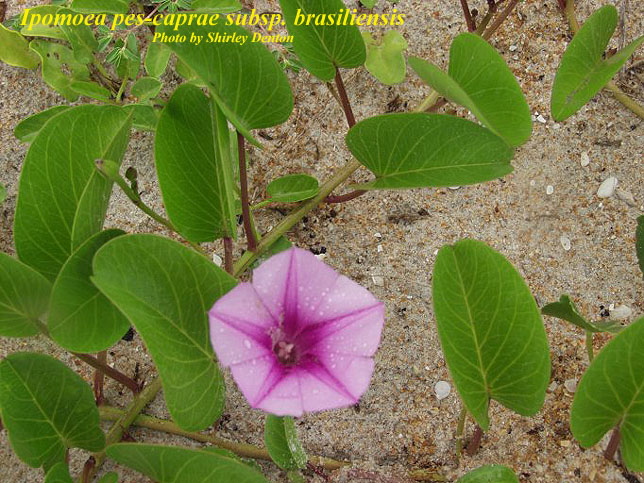 Ipomoea pes-caprae subsp. brasiliensis
Photo by Shirley Denton